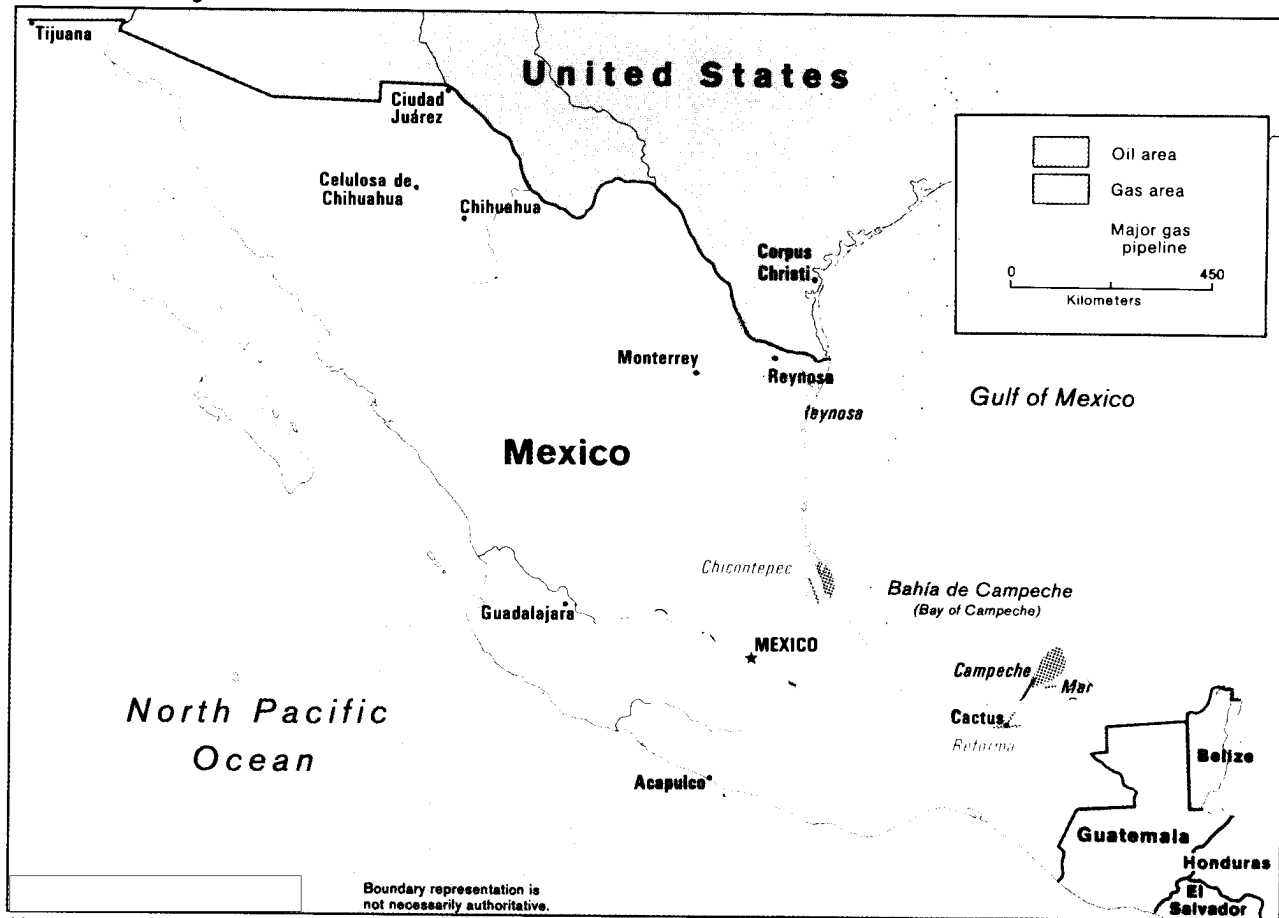 Tijuana
United States
Ciudad
Juárez
Oil area
Gas area
Major gas
pipeline
0 450
Kilometers
Celulosa de
Chihuahua
Chihuahua
Corpus
Christi
Monterrey
Reynosa
Gulf of Mexico
Mexico
Chicontepec
Bahía de Campeche
(Bay of Campeche)
Guadalajara
MEXICO
Campeche
Mar
North Pacific
Ocean
Cactus
Reforma
Belize
Acapulco
Guatemala
Honduras
El
Salvador
Boundary representation is
not necessarily authoritative.